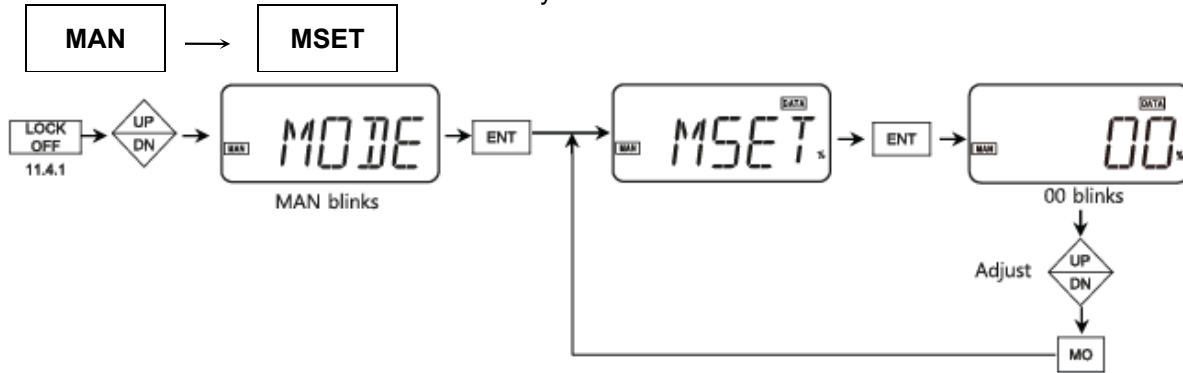 MAN → MSET
LOCK OFF
11.4.1
UP
DN
MAN
MODE
MAN blinks
ENT
DATA
MAN
MSET
%
ENT
DATA
MAN
00
%
00 blinks
Adjust
UP
DN
MO